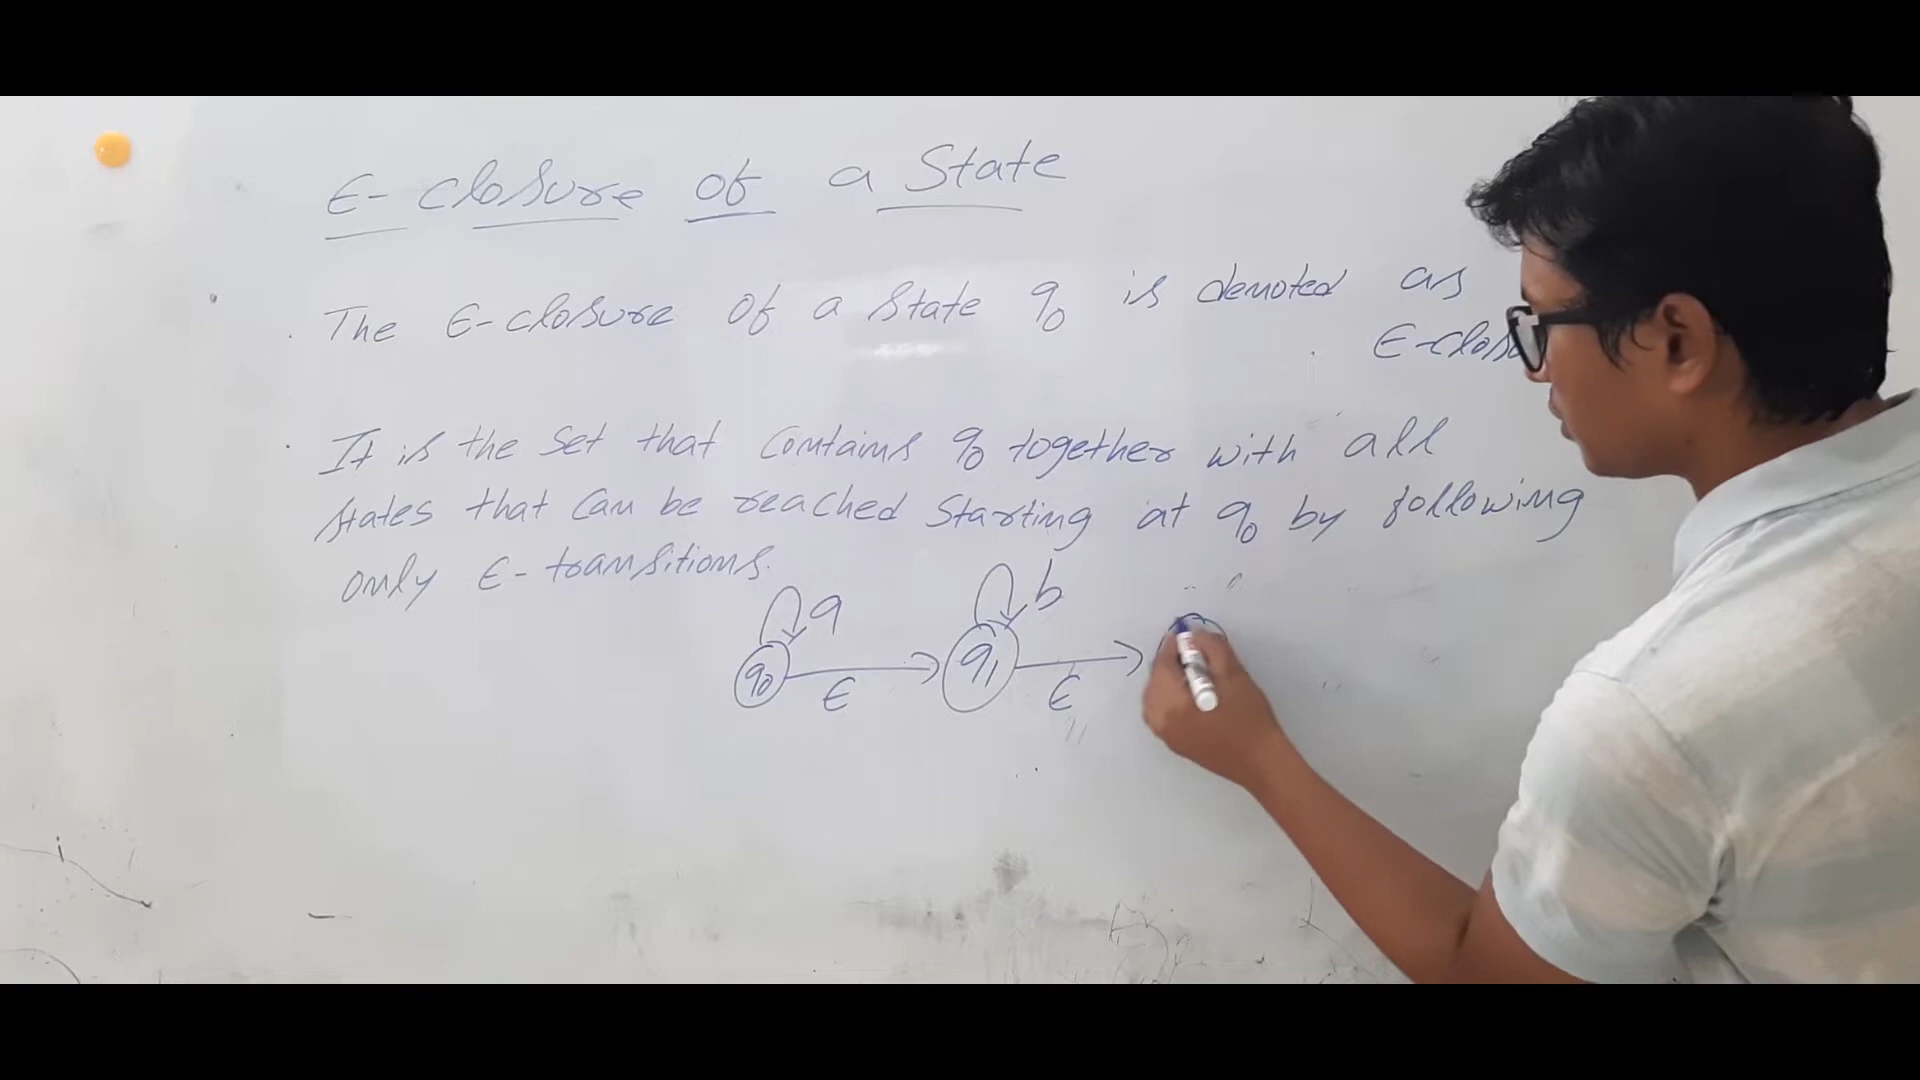 ϵ-closure of a State
The ϵ-closure of a state q0 is denoted as
It is the set that contains q0 together with all
states that can be reached starting at q0 by following
only ϵ-transitions.
a b
q0 ϵ q1 ϵ